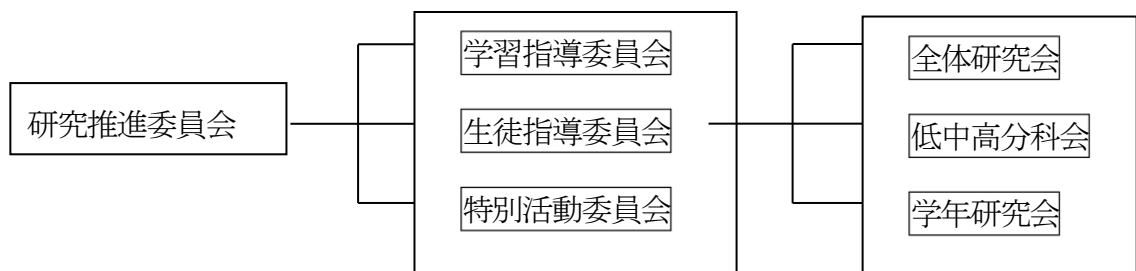 研究推進委員会
学習指導委員会
生徒指導委員会
特別活動委員会
全体研究会
低中高分科会
学年研究会